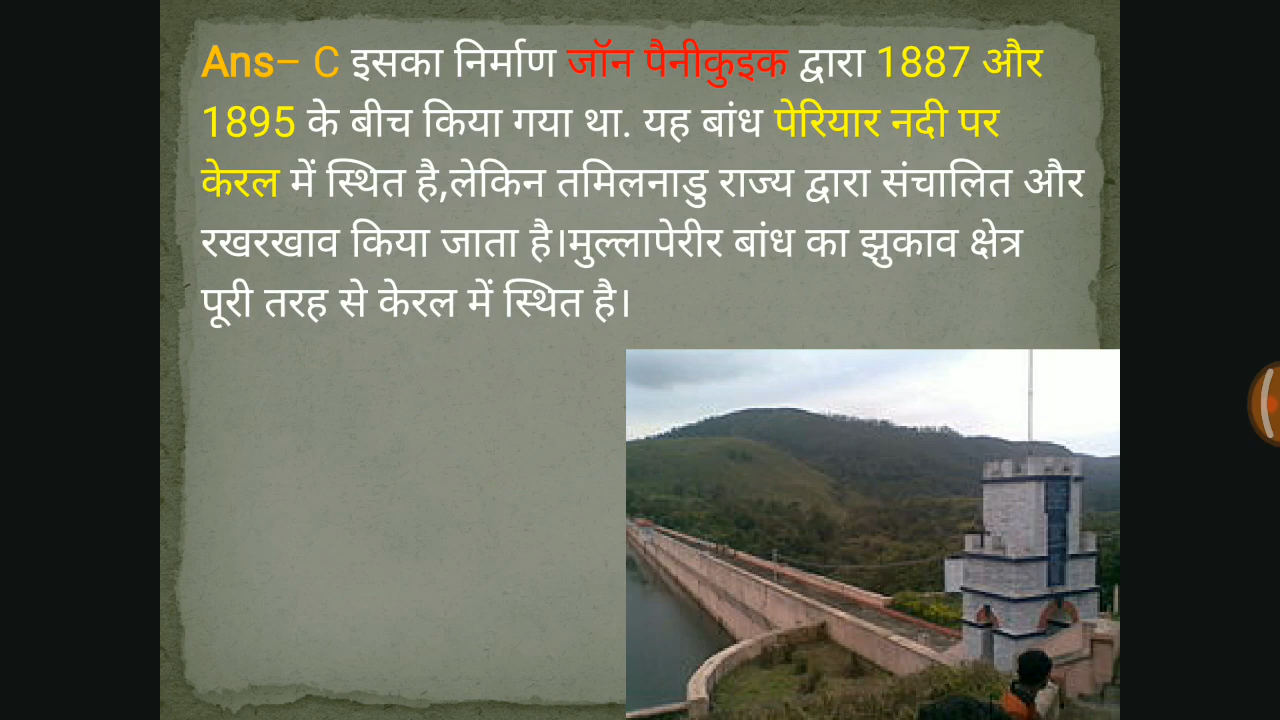 Ans– C इसका निर्माण जॉन पैनीकुइक द्वारा 1887 और
1895 के बीच किया गया था. यह बांध पेरियार नदी पर
केरल में स्थित है,लेकिन तमिलनाडु राज्य द्वारा संचालित और
रखरखाव किया जाता है।मुल्लापेरीर बांध का झुकाव क्षेत्र
पूरी तरह से केरल में स्थित है।